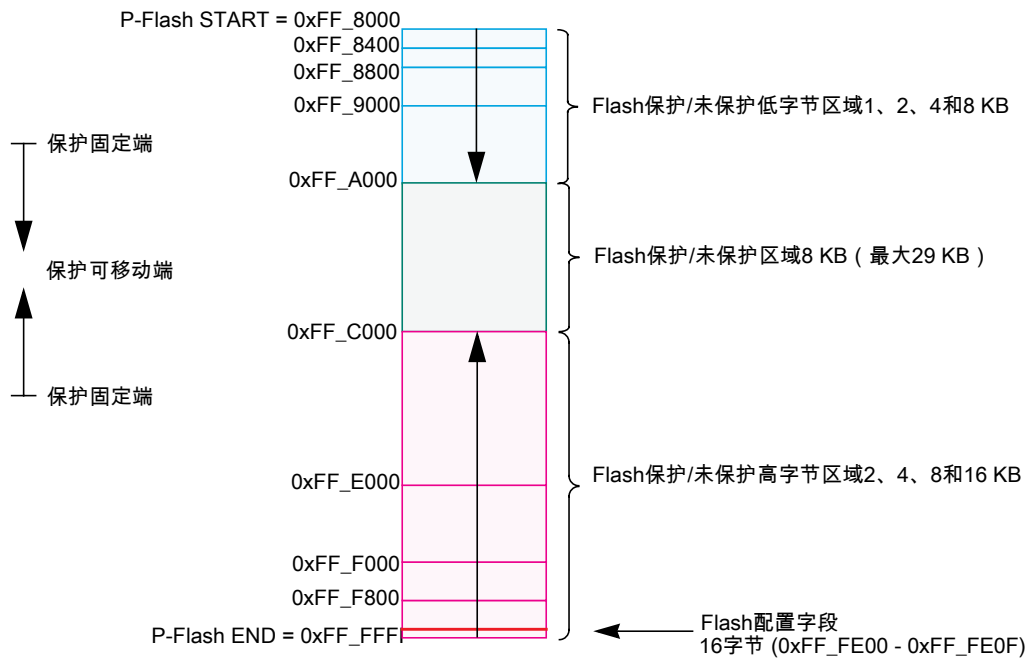 P-Flash START = 0xFF_8000
0xFF_8400
0xFF_8800
0xFF_9000
Flash保护/未保护低字节区域1、2、4和8 KB
保护固定端
0xFF_A000
Flash保护/未保护区域8 KB（最大29 KB）
保护可移动端
0xFF_C000
保护固定端
Flash保护/未保护高字节区域2、4、8和16 KB
0xFF_E000
0xFF_F000
0xFF_F800
Flash配置字段
P-Flash END = 0xFF_FFFF
16字节 (0xFF_FE00 - 0xFF_FE0F)